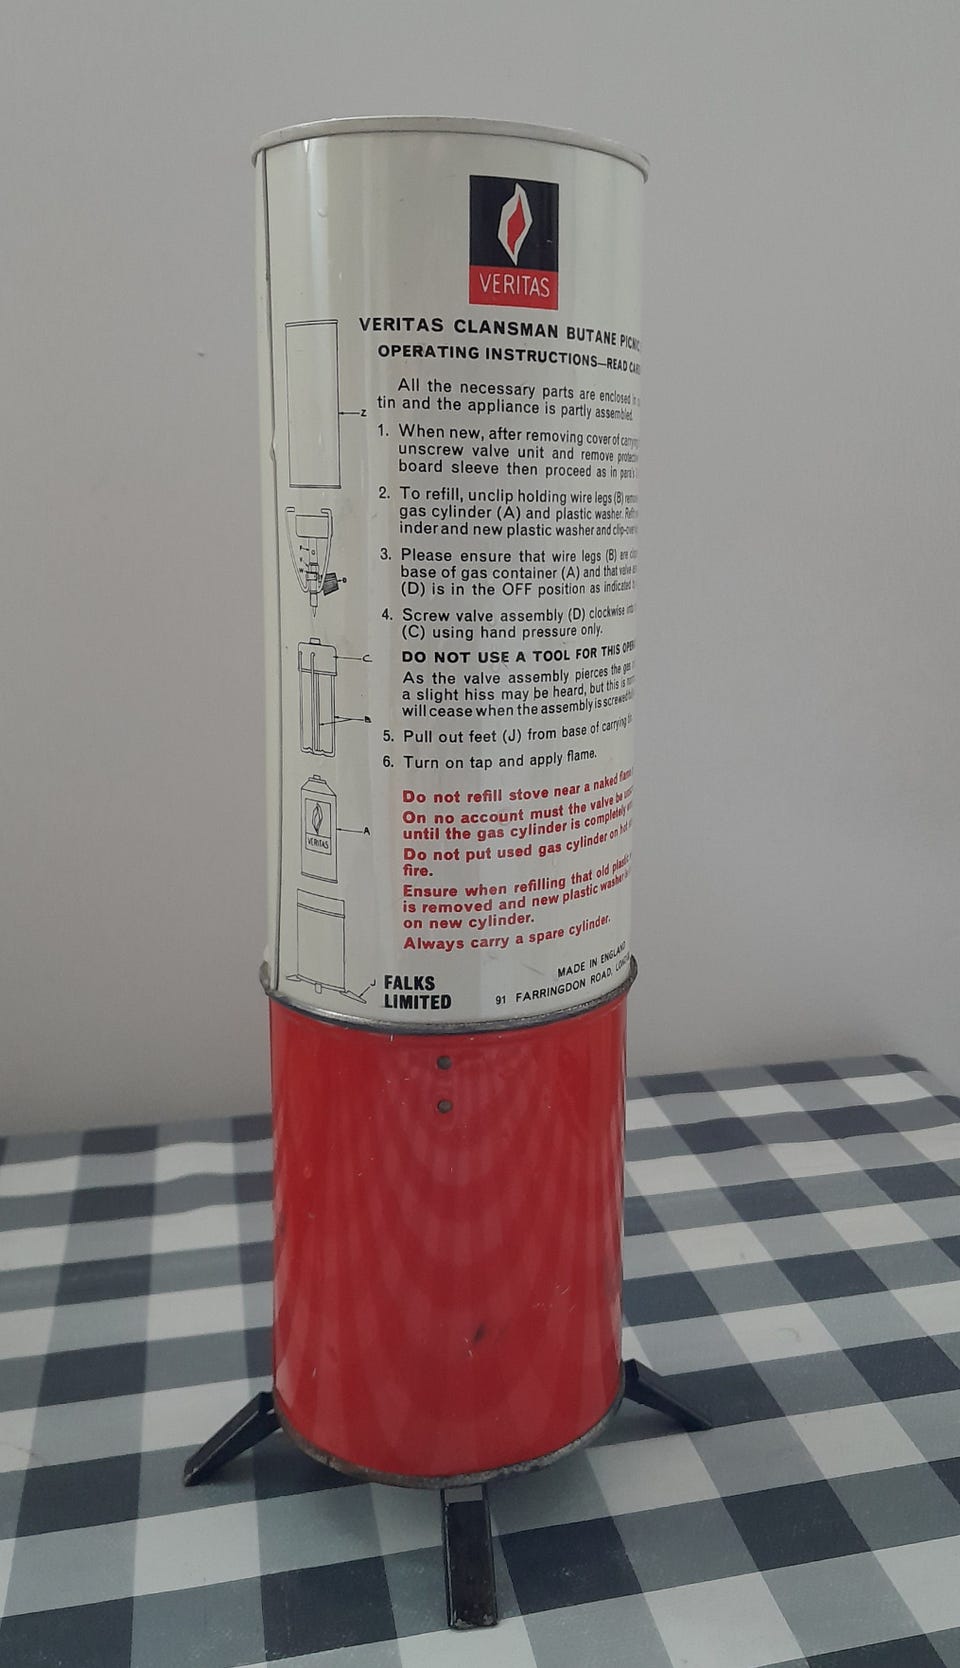 VERITAS
VERITAS CLANSMAN BUTANE PICNIC
OPERATING INSTRUCTIONS—READ
All the necessary parts are enclosed in
tin and the appliance is partly assembled.
1. When new, after removing cover of
unscrew valve unit and remove
board sleeve then proceed as in para's
2. To refill, unclip holding wire legs (B)
gas cylinder (A) and plastic washer.
inder and new plastic washer and
3. Please ensure that wire legs (B) are
base of gas container (A) and that valve
(D) is in the OFF position as indicated
4. Screw valve assembly (D) clockwise
(C) using hand pressure only.
DO NOT USE A TOOL FOR THIS
As the valve assembly pierces the gas
a slight hiss may be heard, but this is
will cease when the assembly is screwed
5. Pull out feet (J) from base of carrying
6. Turn on tap and apply flame.
Do not refill stove near a naked flame
On no account must the valve be
until the gas cylinder is completely
Do not put used gas cylinder on hot
fire.
Ensure when refilling that old plastic
is removed and new plastic washer
on new cylinder.
Always carry a spare cylinder.
FALKS
LIMITED
MADE IN ENGLAND
91 FARRINGDON ROAD,
Z
D
C
B
VERITAS
A
J